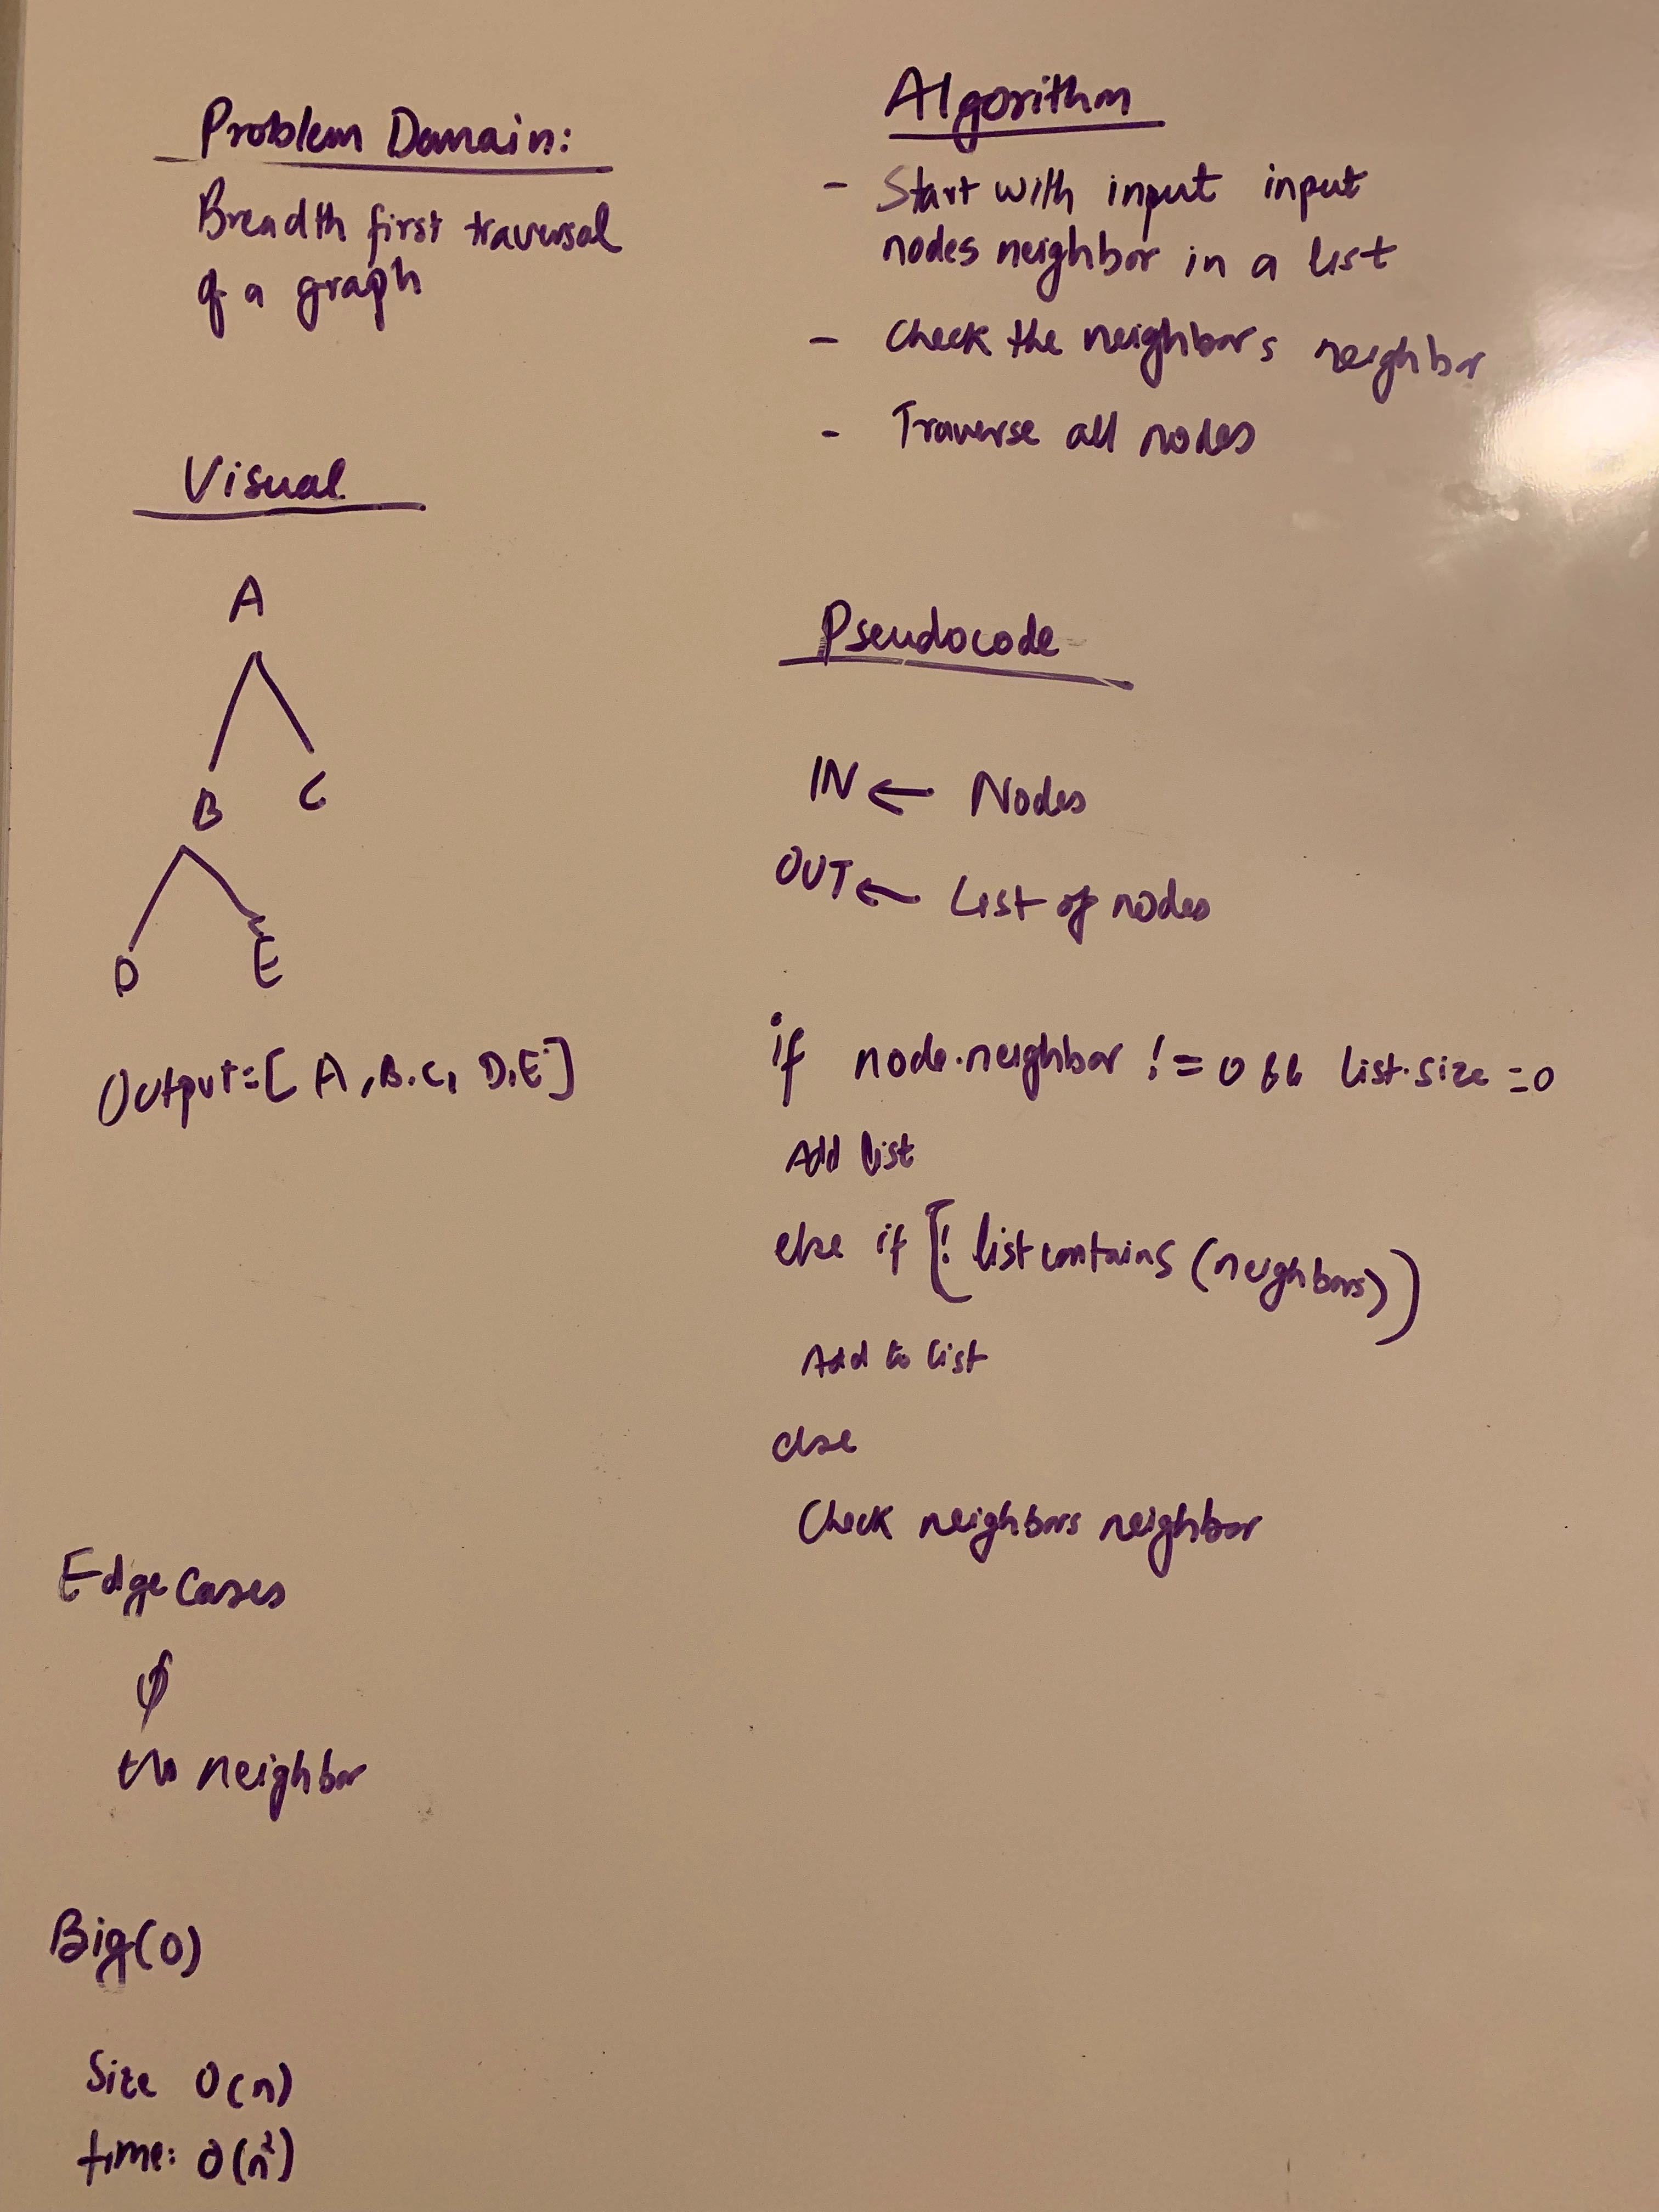 Problem Domain:
Breadth first traversal
of a graph
Visual
A
B C
D E
Output=[ A, B, C, D, E ]
Edge Cases
neighbor
Big(O)
Size O(n)
time: O(n²)
Algorithm
- Start with input input
nodes neighbor in a list
- Check the neighbors neighbor
- Traverse all nodes
Pseudocode
IN ← Nodes
OUT ← List of nodes
if node.neighbor != 0 && list.size =0
Add list
else if (! list contains (neighbors))
Add to list
else
Check neighbors neighbor